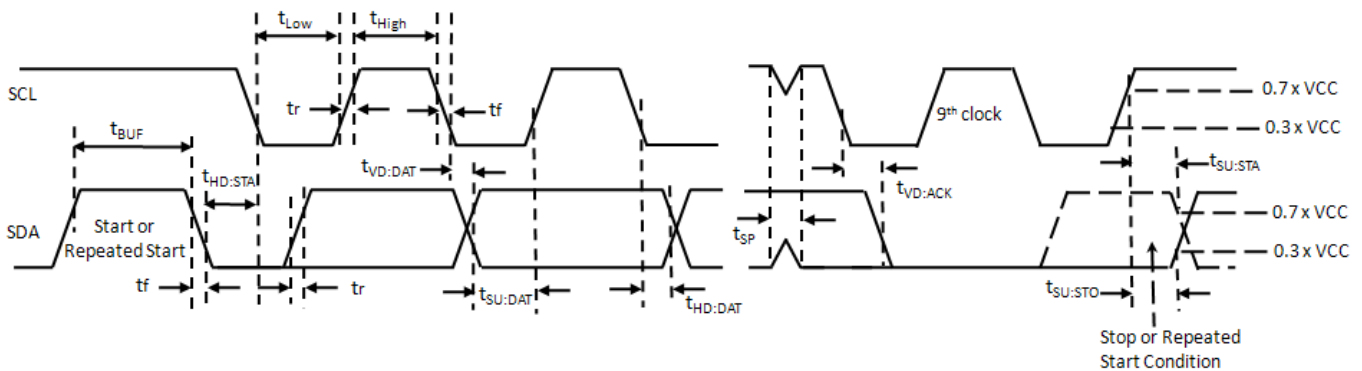 tLow
tHigh
SCL
tr
tf
9th clock
0.7 x VCC
0.3 x VCC
tBUF
tHD:STA
tVD:DAT
tVD:ACK
tSU:STA
SDA
Start or
Repeated Start
tSP
0.7 x VCC
0.3 x VCC
tf
tr
tSU:DAT
tHD:DAT
tSU:STO
Stop or Repeated
Start Condition